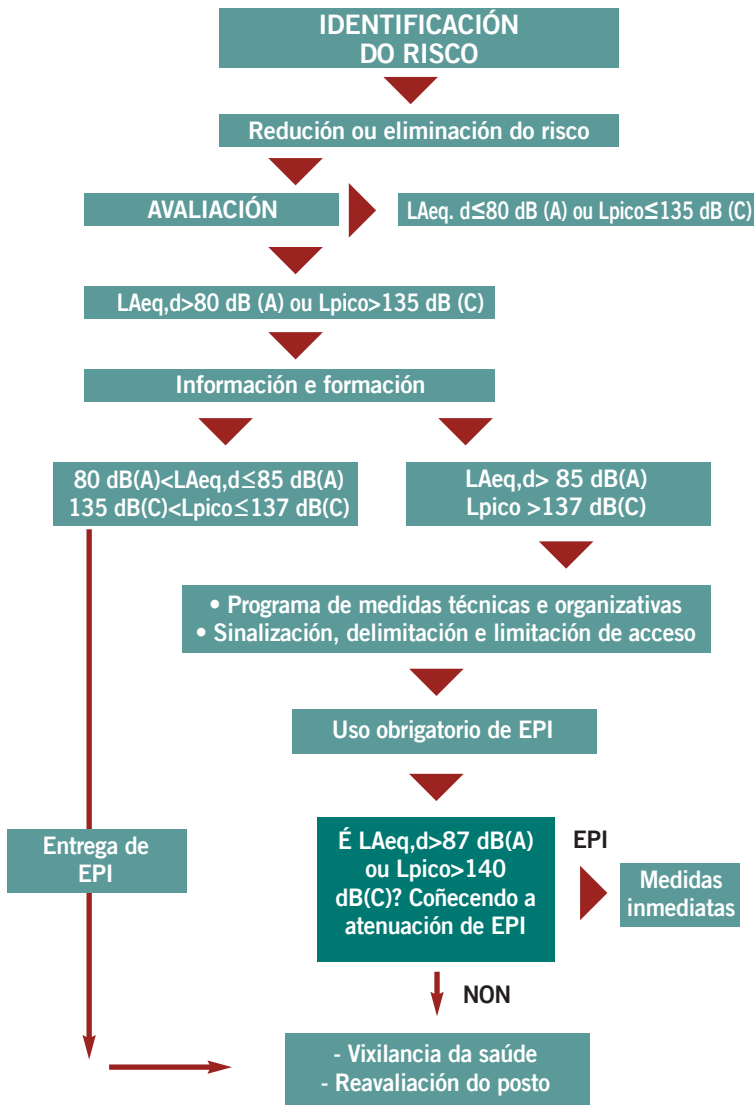 IDENTIFICACIÓN
DO RISCO
Redución ou eliminación do risco
AVALIACIÓN
LAeq. d≤80 dB (A) ou Lpico≤135 dB (C)
LAeq,d>80 dB (A) ou Lpico>135 dB (C)
Información e formación
80 dB(A)<LAeq,d≤85 dB(A)
135 dB(C)<Lpico≤137 dB(C)
LAeq,d> 85 dB(A)
Lpico >137 dB(C)
• Programa de medidas técnicas e organizativas
• Sinalización, delimitación e limitación de acceso
Uso obrigatorio de EPI
Entrega de
EPI
É LAeq,d>87 dB(A)
ou Lpico>140
dB(C)? Coñecendo a
atenuación de EPI
EPI
Medidas
inmediatas
NON
- Vixilancia da saúde
- Reavaliación do posto